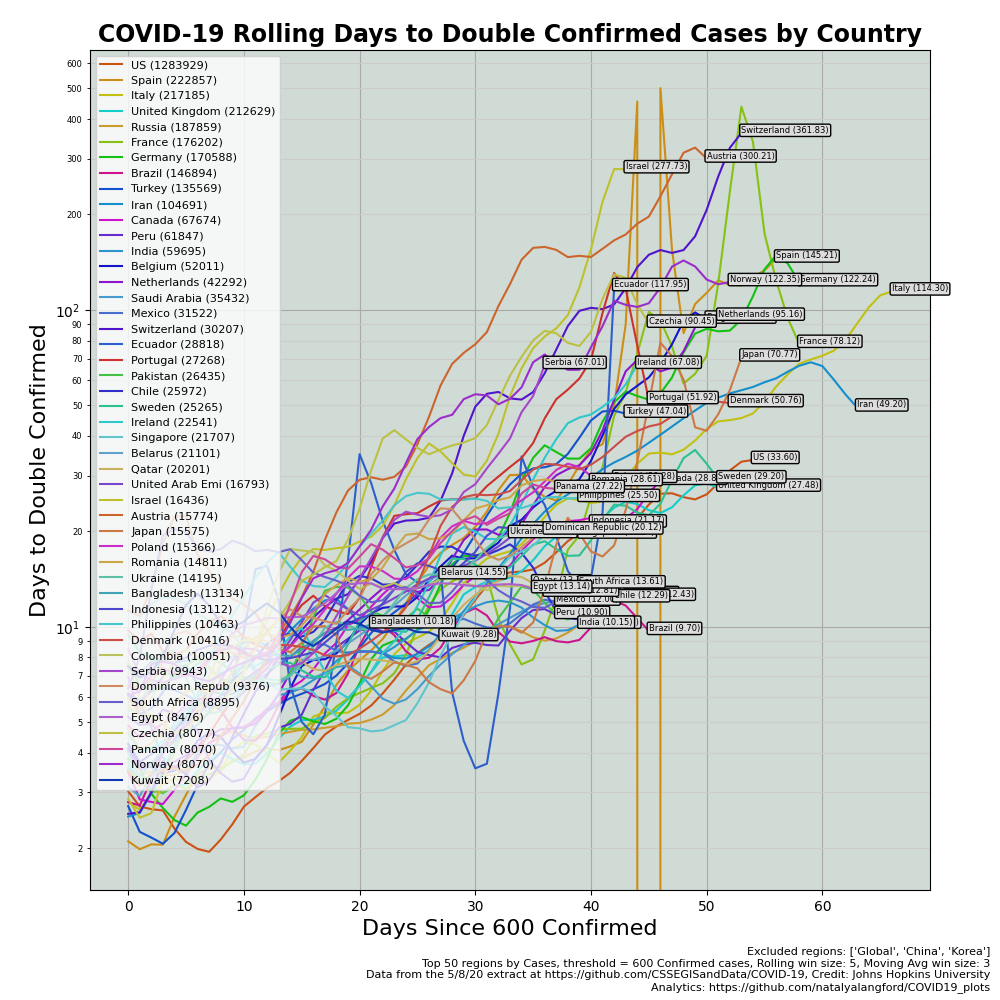 COVID-19 Rolling Days to Double Confirmed Cases by Country
US (1283929)
Spain (222857)
Italy (217185)
United Kingdom (212629)
Russia (187859)
France (176202)
Germany (170588)
Brazil (146894)
Turkey (135569)
Iran (104691)
Canada (67674)
Peru (61847)
India (59695)
Belgium (52011)
Netherlands (42292)
Saudi Arabia (35432)
Mexico (31522)
Switzerland (30207)
Ecuador (28818)
Portugal (27268)
Pakistan (26435)
Chile (25972)
Sweden (25265)
Ireland (22541)
Singapore (21707)
Belarus (21101)
Qatar (20201)
United Arab Emi (16793)
Israel (16436)
Austria (15774)
Japan (15575)
Poland (15366)
Romania (14811)
Ukraine (14195)
Bangladesh (13134)
Indonesia (13112)
Philippines (10463)
Denmark (10416)
Colombia (10051)
Serbia (9943)
Dominican Repub (9376)
South Africa (8895)
Egypt (8476)
Czechia (8077)
Panama (8070)
Norway (8070)
Kuwait (7208)
Switzerland (361.83)
Austria (300.21)
Israel (277.73)
Spain (145.21)
Norway (122.35)
Germany (122.24)
Ecuador (117.95)
Italy (114.30)
Netherlands (95.16)
Czechia (90.45)
France (78.12)
Japan (70.77)
Serbia (67.01)
Ireland (67.08)
Portugal (51.92)
Denmark (50.76)
Iran (49.20)
Turkey (47.04)
US (33.60)
Romania (28.61)
Sweden (29.20)
Panama (27.22)
United Kingdom (27.48)
Philippines (25.50)
Indonesia (21.17)
Ukraine
Dominican Republic (20.12)
Belarus (14.55)
South Africa (13.61)
Egypt (13.14)
Chile (12.29)
Mexico (12.0
Peru (10.90)
Bangladesh (10.18)
India (10.15)
Brazil (9.70)
Kuwait (9.28)
600
500
400
300
200
10²
90
80
70
60
50
40
30
20
10¹
9
8
7
6
5
4
3
2
Days to Double Confirmed
0 10 20 30 40 50 60
Days Since 600 Confirmed
Excluded regions: ['Global', 'China', 'Korea']
Top 50 regions by Cases, threshold = 600 Confirmed cases, Rolling win size: 5, Moving Avg win size: 3
Data from the 5/8/20 extract at https://github.com/CSSEGISandData/COVID-19, Credit: Johns Hopkins University
Analytics: https://github.com/natalyalangford/COVID19_plots